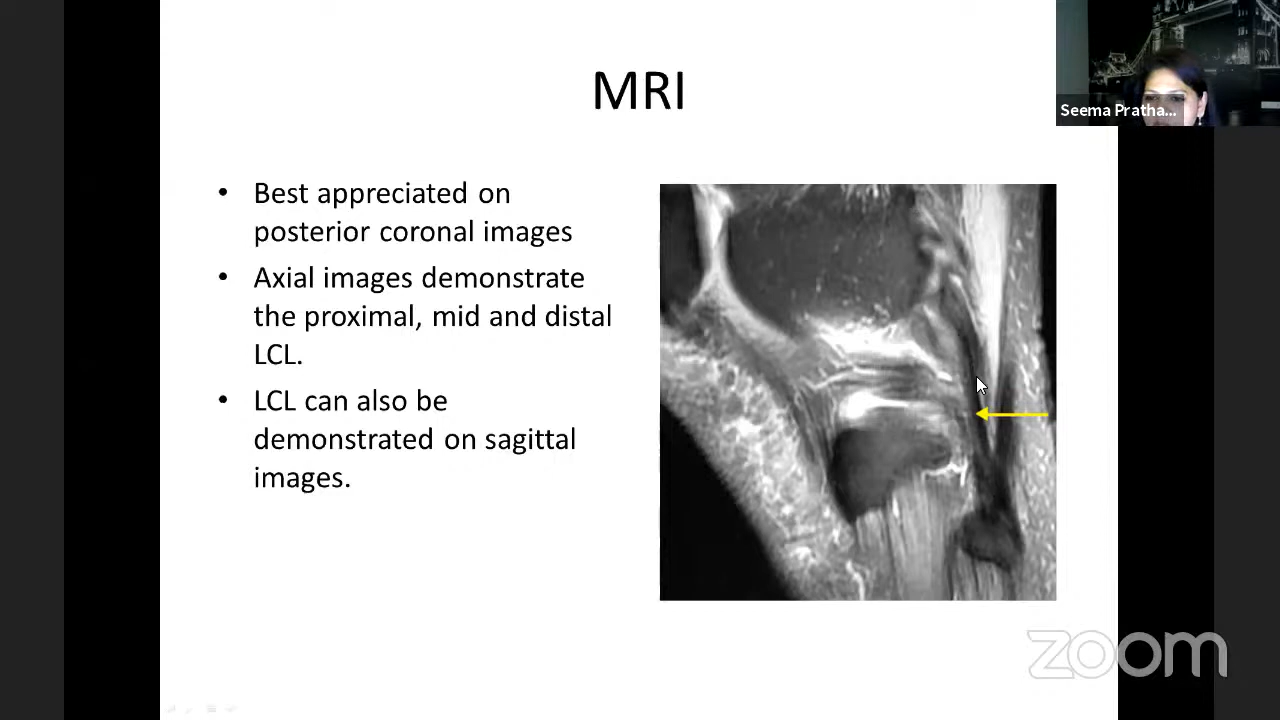 MRI
Seema Pratha...
• Best appreciated on
posterior coronal images
• Axial images demonstrate
the proximal, mid and distal
LCL.
• LCL can also be
demonstrated on sagittal
images.
zoom